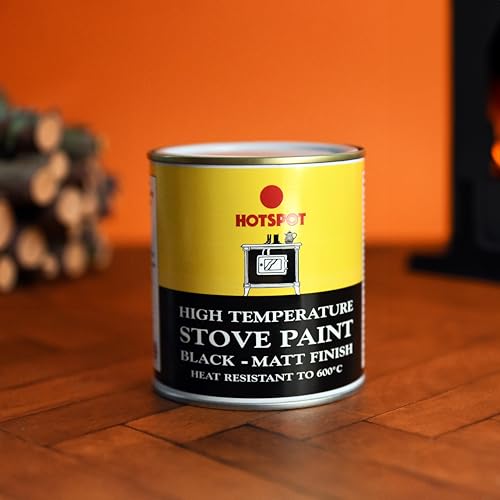 HOTSPOT
HIGH TEMPERATURE
STOVE PAINT
BLACK - MATT FINISH
HEAT RESISTANT TO 600°C